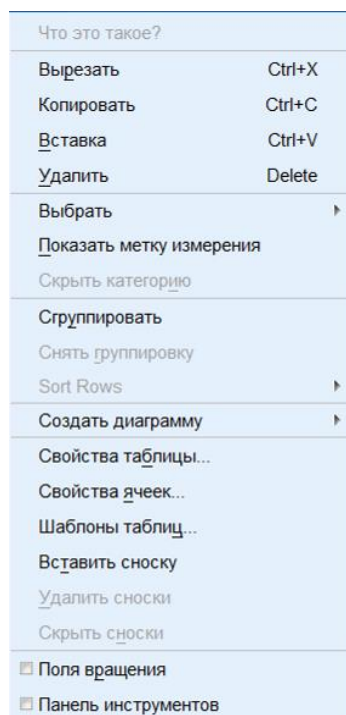 Что это такое?
Вырезать Ctrl+X
Копировать Ctrl+C
Вставка Ctrl+V
Удалить Delete
Выбрать
Показать метку измерения
Скрыть категорию
Сгруппировать
Снять группировку
Sort Rows
Создать диаграмму
Свойства таблицы...
Свойства ячеек...
Шаблоны таблиц...
Вставить сноску
Удалить сноски
Скрыть сноски
Поля вращения
Панель инструментов